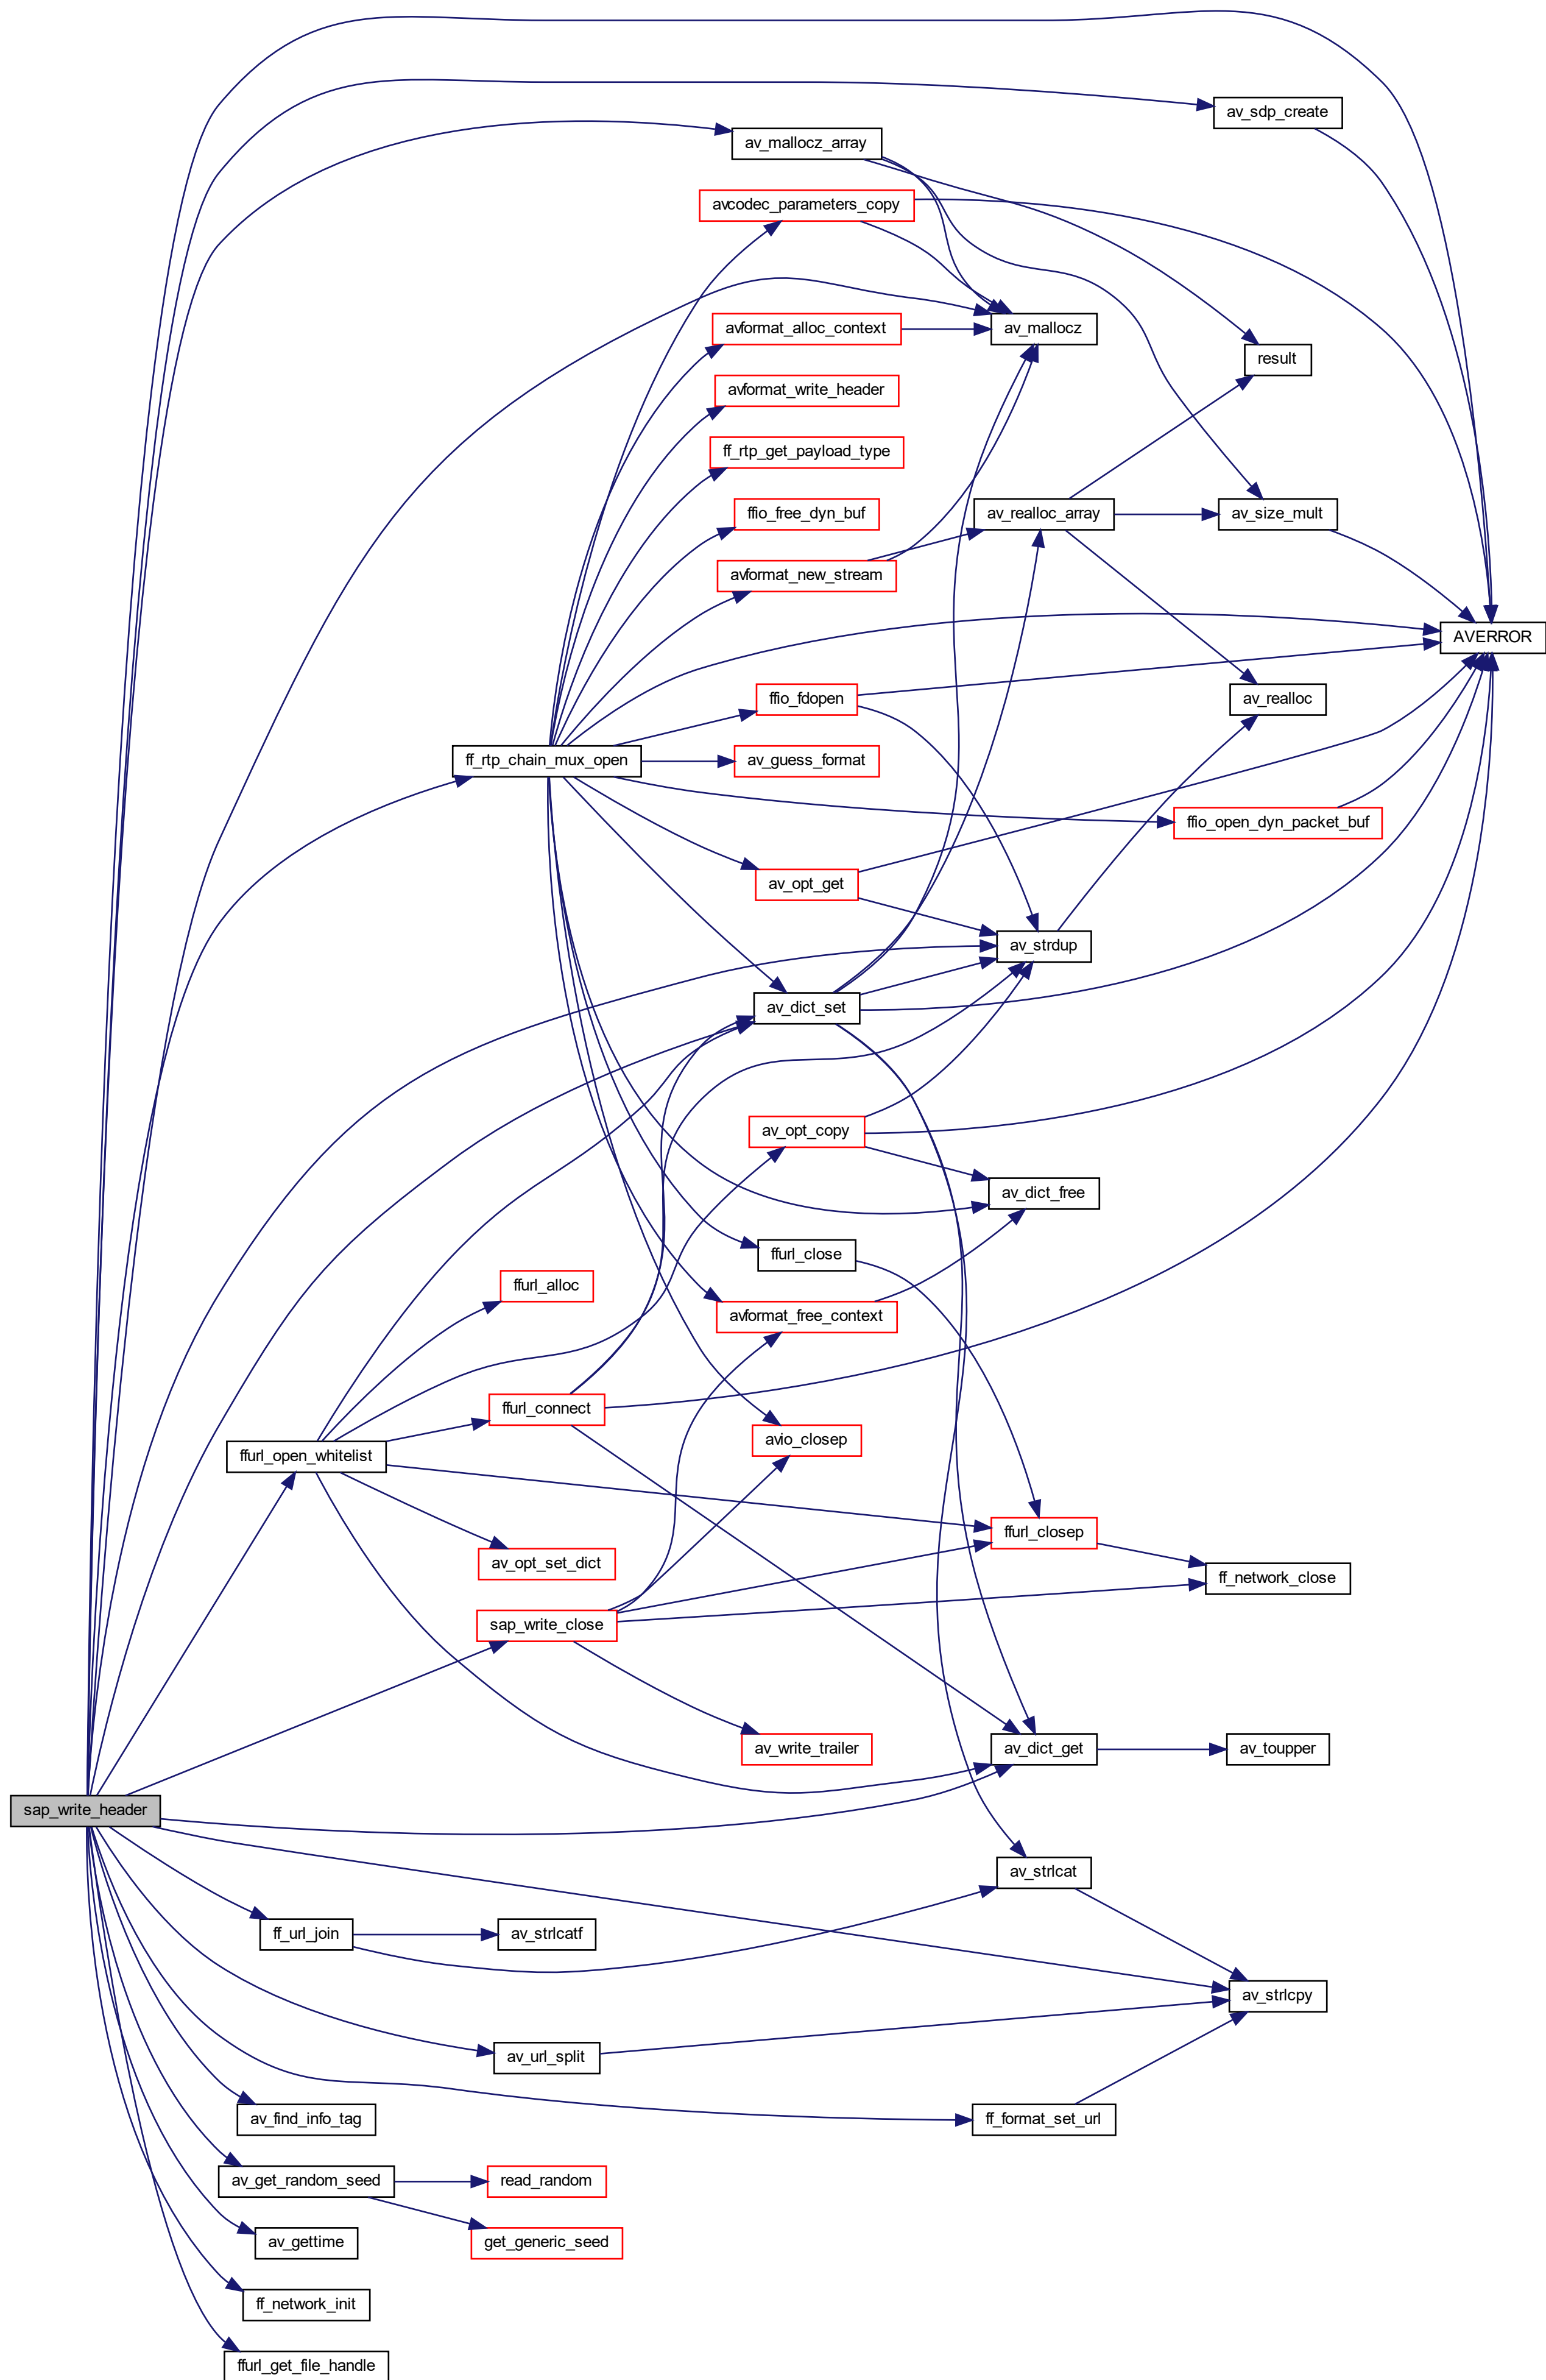 av_sdp_create
av_mallocz_array
avcodec_parameters_copy
avformat_alloc_context
av_mallocz
result
avformat_write_header
ff_rtp_get_payload_type
ffio_free_dyn_buf
av_realloc_array
av_size_mult
avformat_new_stream
AVERROR
ffio_fdopen
av_realloc
ff_rtp_chain_mux_open
av_guess_format
ffio_open_dyn_packet_buf
av_opt_get
av_strdup
av_dict_set
av_opt_copy
av_dict_free
ffurl_close
ffurl_alloc
avformat_free_context
ffurl_connect
avio_closep
ffurl_open_whitelist
ffurl_closep
av_opt_set_dict
ff_network_close
sap_write_close
av_write_trailer
av_dict_get
av_toupper
sap_write_header
av_strlcat
ff_url_join
av_strlcatf
av_strlcpy
av_url_split
av_find_info_tag
ff_format_set_url
av_get_random_seed
read_random
av_gettime
get_generic_seed
ff_network_init
ffurl_get_file_handle